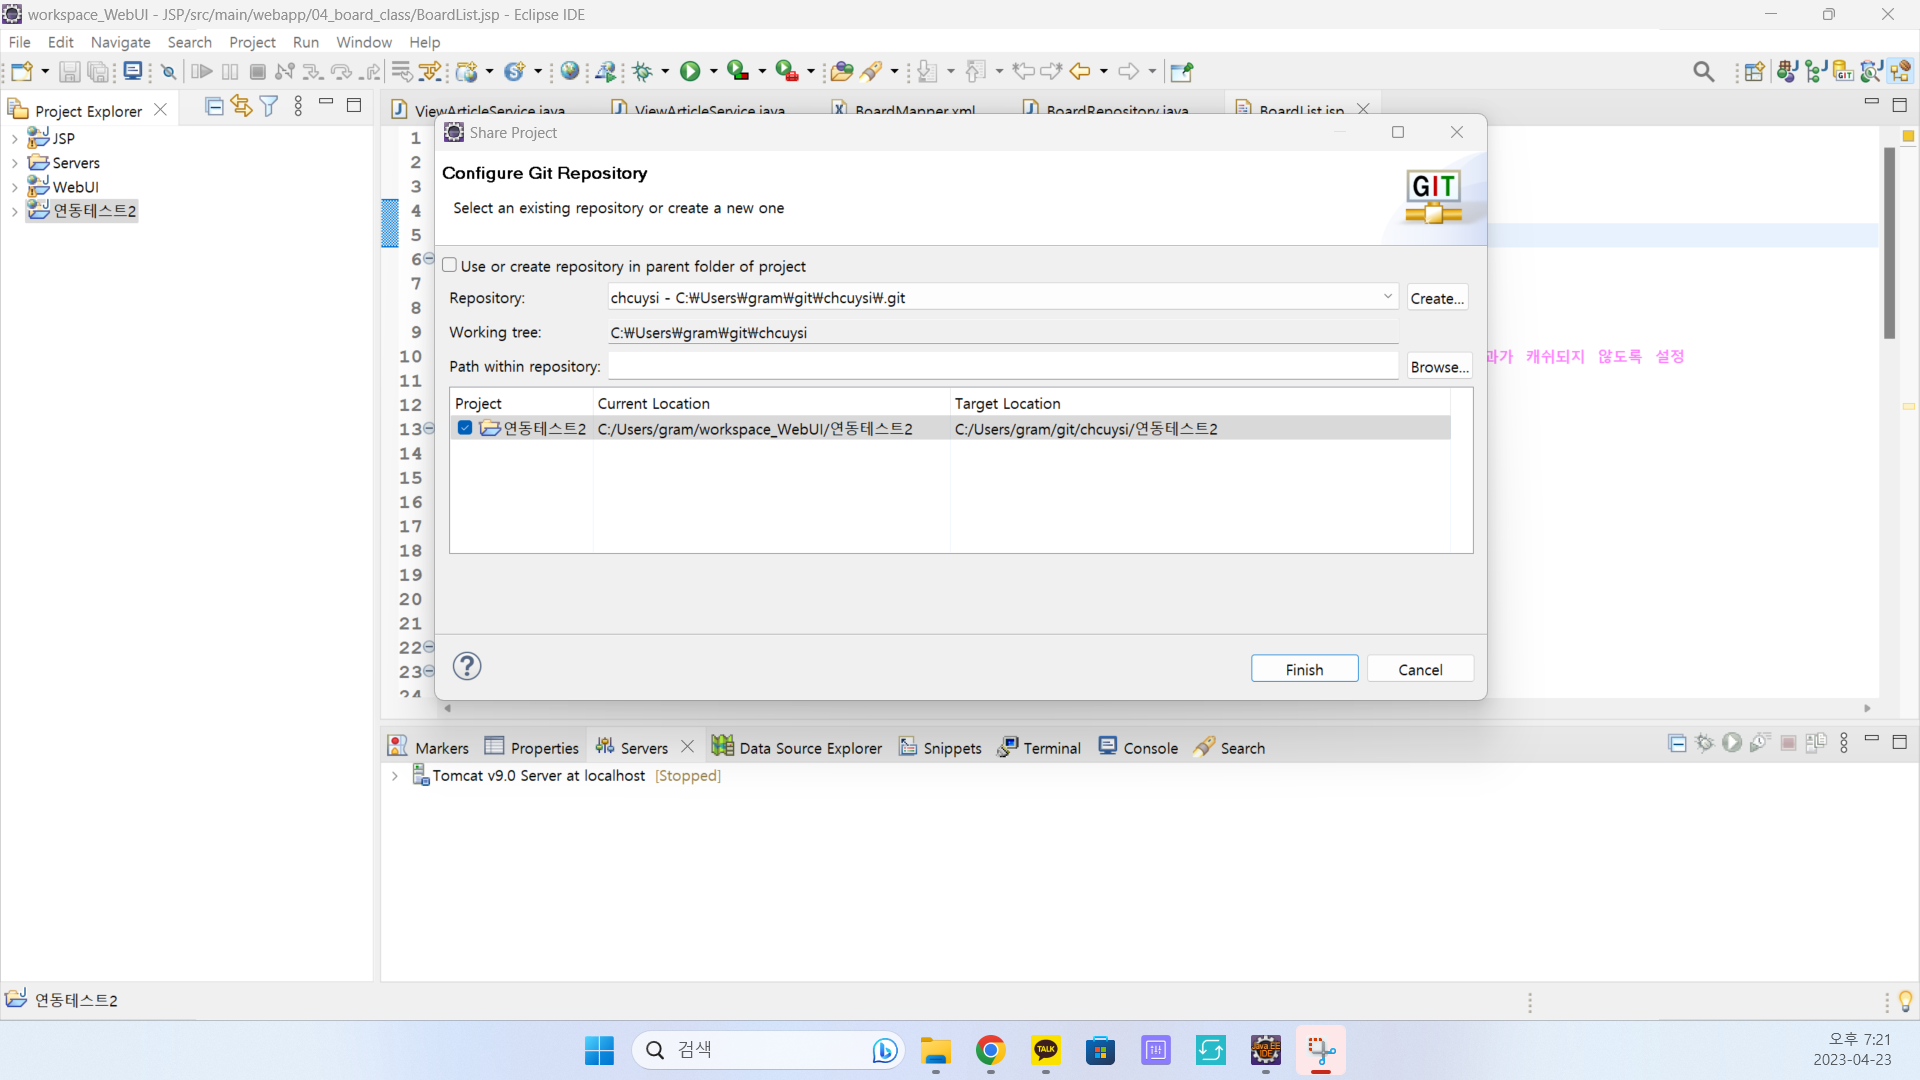 workspace_WebUI - JSP/src/main/webapp/04_board_class/BoardList.jsp - Eclipse IDE
File Edit Navigate Search Project Run Window Help
Project Explorer
JSP
Servers
WebUI
연동테스트2
ViewArticleService.java ViewArticleService.java BoardMapper.xml BoardRepository.java BoardList.jsp
1
2
3
4
5
6
7
8
9
10
11
12
13
14
15
16
17
18
19
20
21
22
23
24
과가 캐쉬되지 않도록 설정
Share Project
Configure Git Repository
Select an existing repository or create a new one
GIT
Use or create repository in parent folder of project
Repository: chcuysi - C:₩Users₩gram₩git₩chcuysi₩.git Create...
Working tree: C:₩Users₩gram₩git₩chcuysi
Path within repository: Browse...
Project Current Location Target Location
연동테스트2 C:/Users/gram/workspace_WebUI/연동테스트2 C:/Users/gram/git/chcuysi/연동테스트2
Finish Cancel
Markers Properties Servers Data Source Explorer Snippets Terminal Console Search
Tomcat v9.0 Server at localhost [Stopped]
연동테스트2
검색
TALK
Java EE
IDE
오후 7:21
2023-04-23